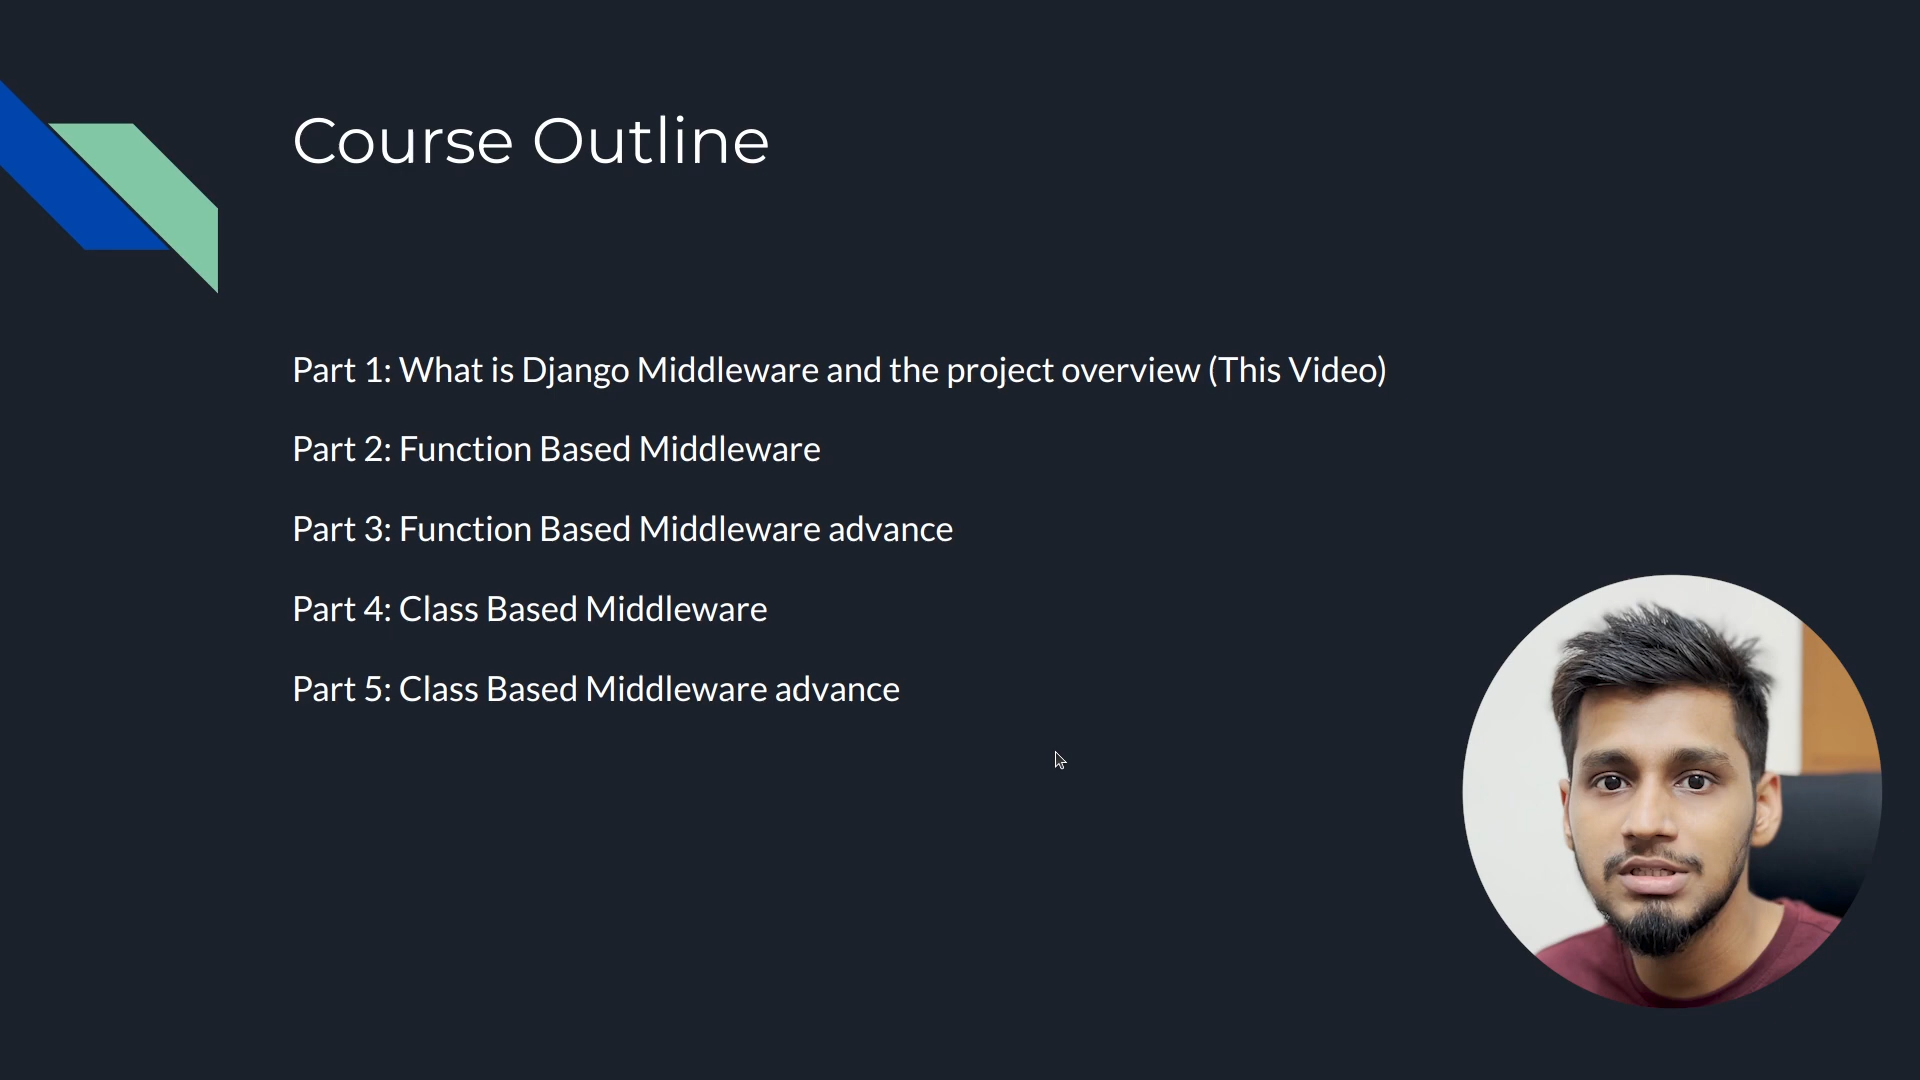 Course Outline
Part 1: What is Django Middleware and the project overview (This Video)
Part 2: Function Based Middleware
Part 3: Function Based Middleware advance
Part 4: Class Based Middleware
Part 5: Class Based Middleware advance